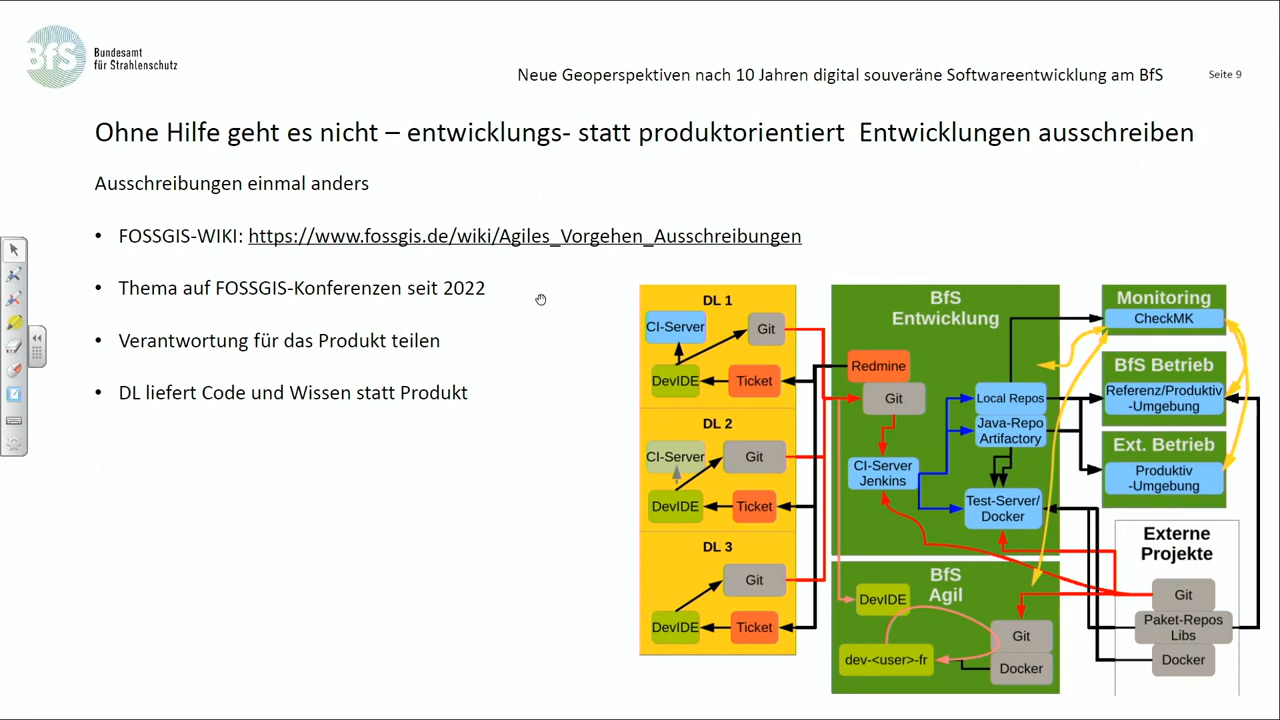 BfS
Bundesamt
für Strahlenschutz
Neue Geoperspektiven nach 10 Jahren digital souveräne Softwareentwicklung am BfS
Seite 9
Ohne Hilfe geht es nicht – entwicklungs- statt produktorientiert Entwicklungen ausschreiben
Ausschreibungen einmal anders
• FOSSGIS-WIKI: https://www.fossgis.de/wiki/Agiles_Vorgehen_Ausschreibungen
• Thema auf FOSSGIS-Konferenzen seit 2022
• Verantwortung für das Produkt teilen
• DL liefert Code und Wissen statt Produkt
DL 1
CI-Server
Git
DevIDE
Ticket
DL 2
CI-Server
Git
DevIDE
Ticket
DL 3
Git
DevIDE
Ticket
BfS
Entwicklung
Redmine
Git
Local Repos
Java-Repo
Artifactory
CI-Server
Jenkins
Test-Server/
Docker
BfS
Agil
DevIDE
Git
dev-<user>-fr
Docker
Monitoring
CheckMK
BfS Betrieb
Referenz/Produktiv
-Umgebung
Ext. Betrieb
Produktiv
-Umgebung
Externe
Projekte
Git
Paket-Repos
Libs
Docker